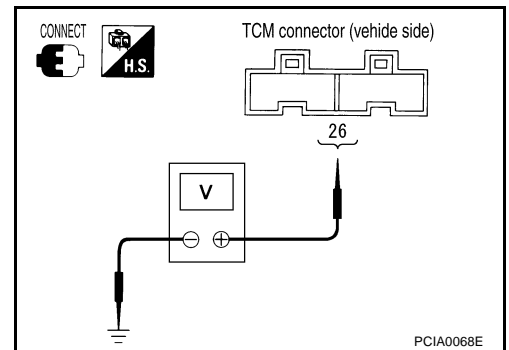 CONNECT
H.S.
TCM connector (vehide side)
26
V
PCIA0068E